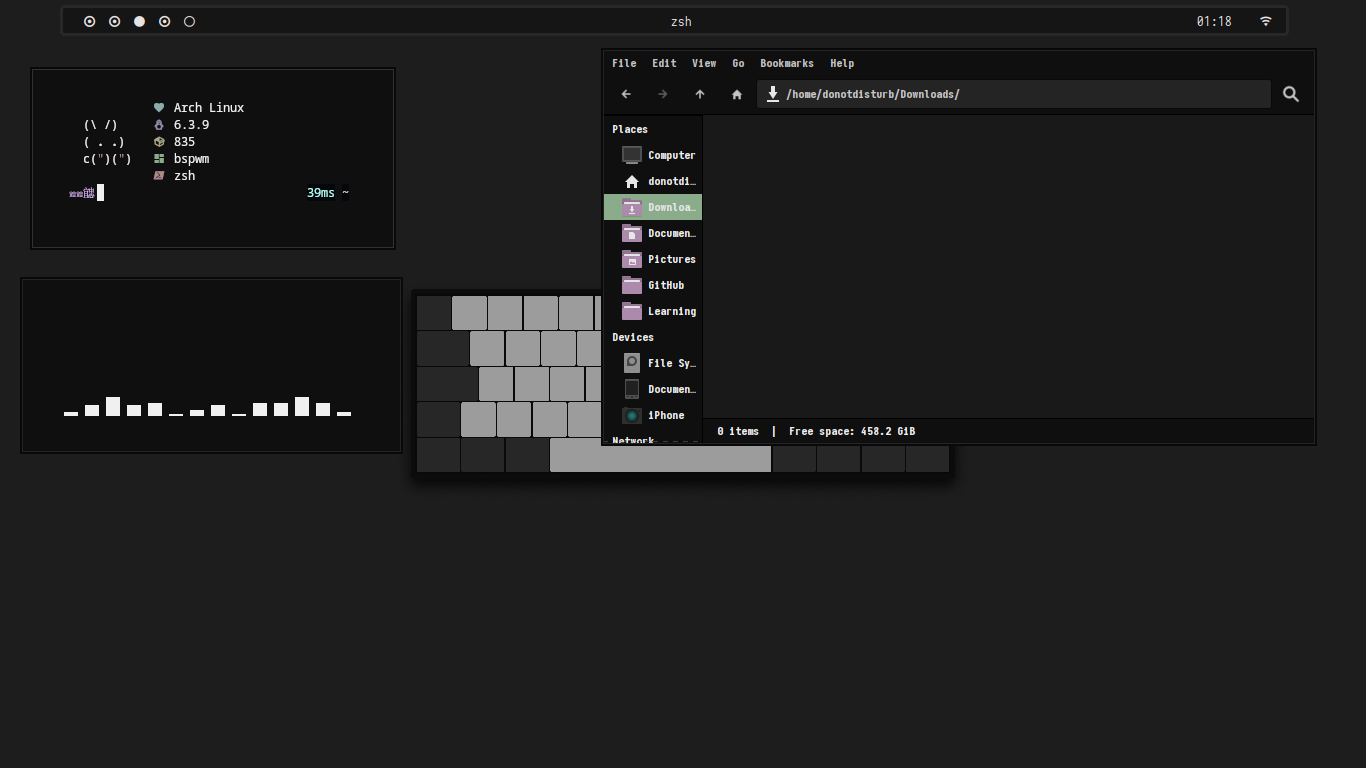 zsh
01:18
Arch Linux
(\ /)
6.3.9
( . .)
835
c(")(")
bspwm
zsh
39ms ~
File Edit View Go Bookmarks Help
/home/donotdisturb/Downloads/
Places
Computer
donotdi…
Downloa…
Documen…
Pictures
GitHub
Learning
Devices
File Sy…
Documen…
iPhone
Network
0 items | Free space: 458.2 GiB